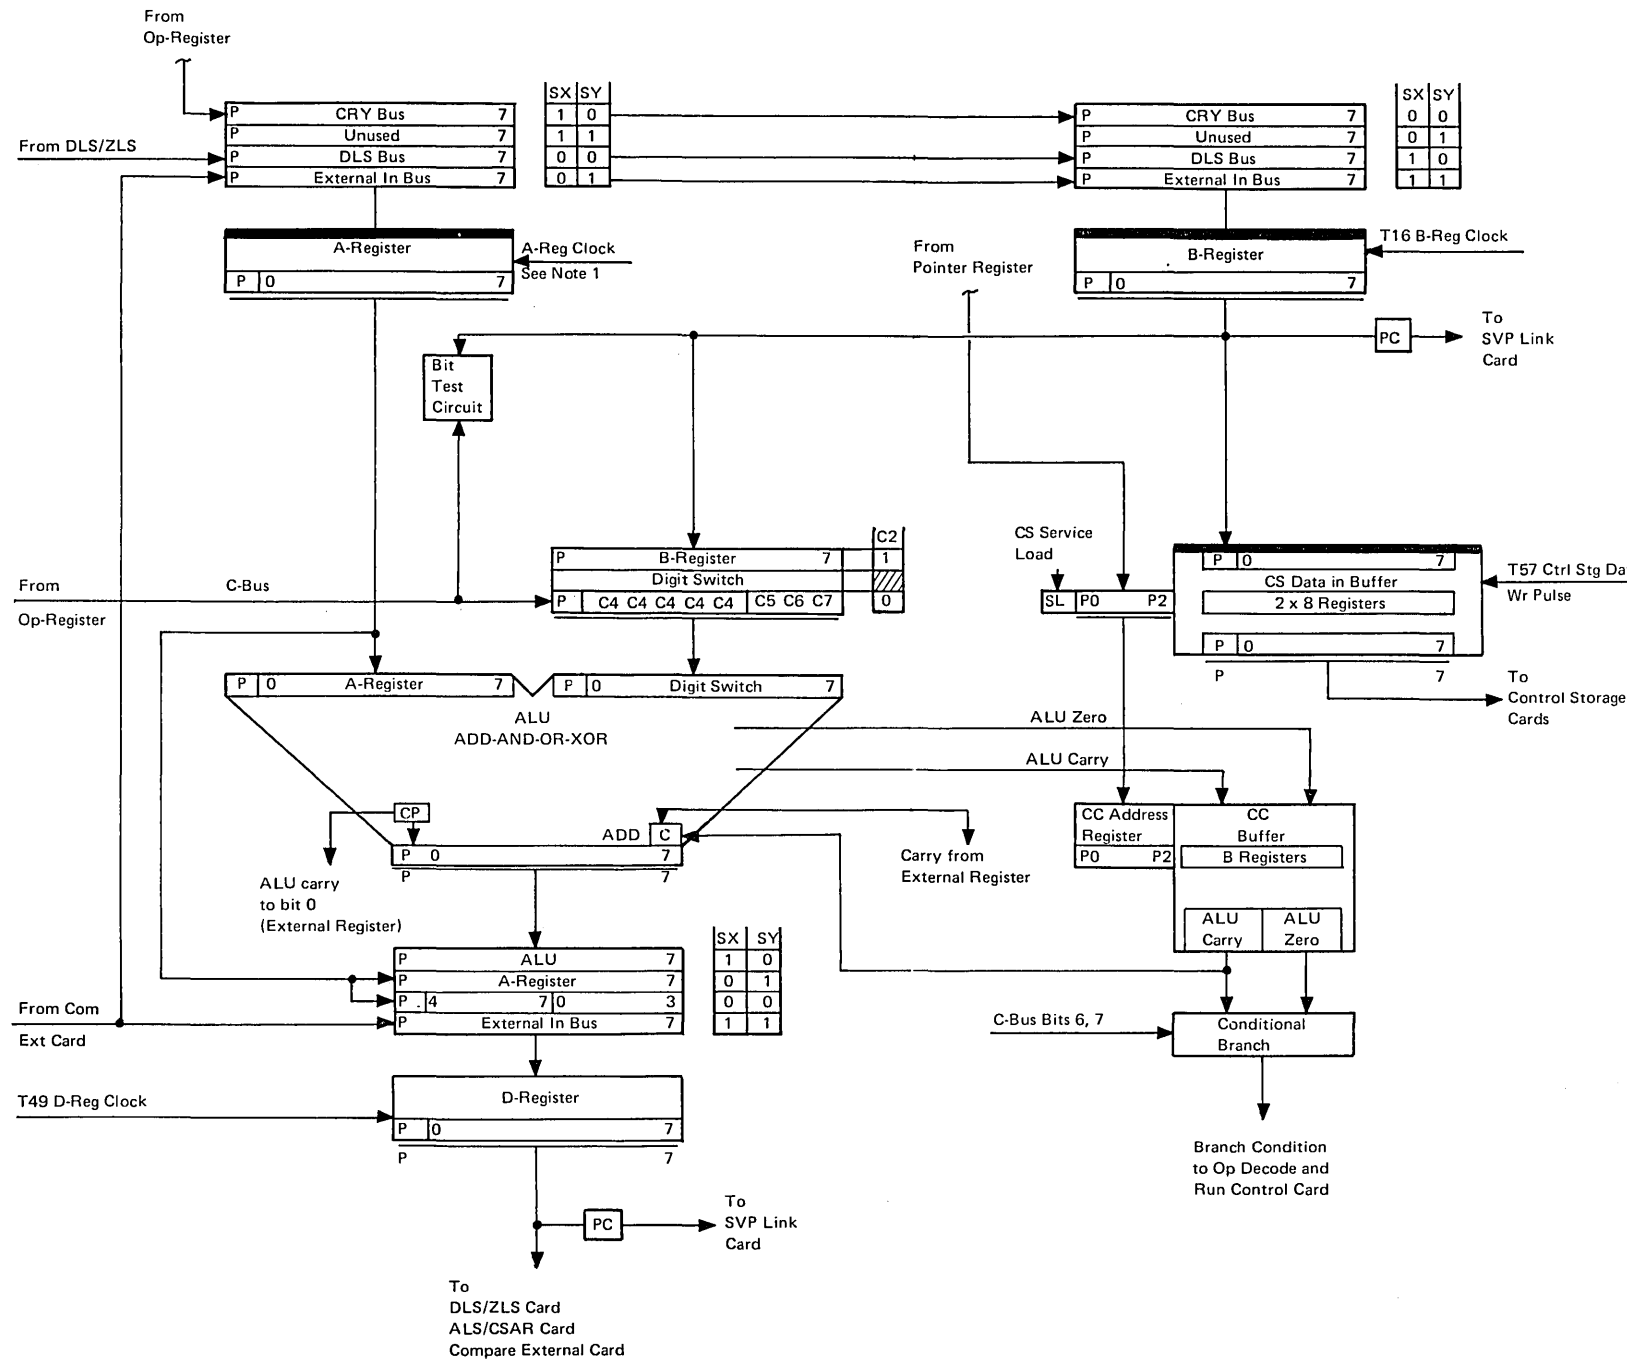 From
Op-Register
SX SY
P CRY Bus 7 1 0
P Unused 7 1 1
P DLS Bus 7 0 0
P External In Bus 7 0 1
SX SY
P CRY Bus 7 0 0
P Unused 7 0 1
P DLS Bus 7 1 0
P External In Bus 7 1 1
From DLS/ZLS
A-Register
P 0 7
A-Reg Clock
See Note 1
From
Pointer Register
B-Register
P 0 7
T16 B-Reg Clock
PC
To
SVP Link
Card
Bit
Test
Circuit
C2
P B-Register 7 1
Digit Switch
P C4 C4 C4 C4 C4 C5 C6 C7 0
From
Op-Register
C-Bus
CS Service
Load
SL P0 P2
P 0 7
CS Data in Buffer
2 x 8 Registers
P 0 7
P 7
T57 Ctrl Stg Da
Wr Pulse
To
Control Storage
Cards
P 0 A-Register 7
P 0 Digit Switch 7
ALU
ADD-AND-OR-XOR
ALU Zero
ALU Carry
CP
ADD C
P 0 7
P 7
ALU carry
to bit 0
(External Register)
Carry from
External Register
CC Address
Register
P0 P2
CC
Buffer
B Registers
ALU
Carry
ALU
Zero
SX SY
P ALU 7 1 0
P A-Register 7 0 1
P 4 7 0 3 0 0
P External In Bus 7 1 1
From Com
Ext Card
C-Bus Bits 6, 7
Conditional
Branch
T49 D-Reg Clock
D-Register
P 0 7
P 7
Branch Condition
to Op Decode and
Run Control Card
PC
To
SVP Link
Card
To
DLS/ZLS Card
ALS/CSAR Card
Compare External Card